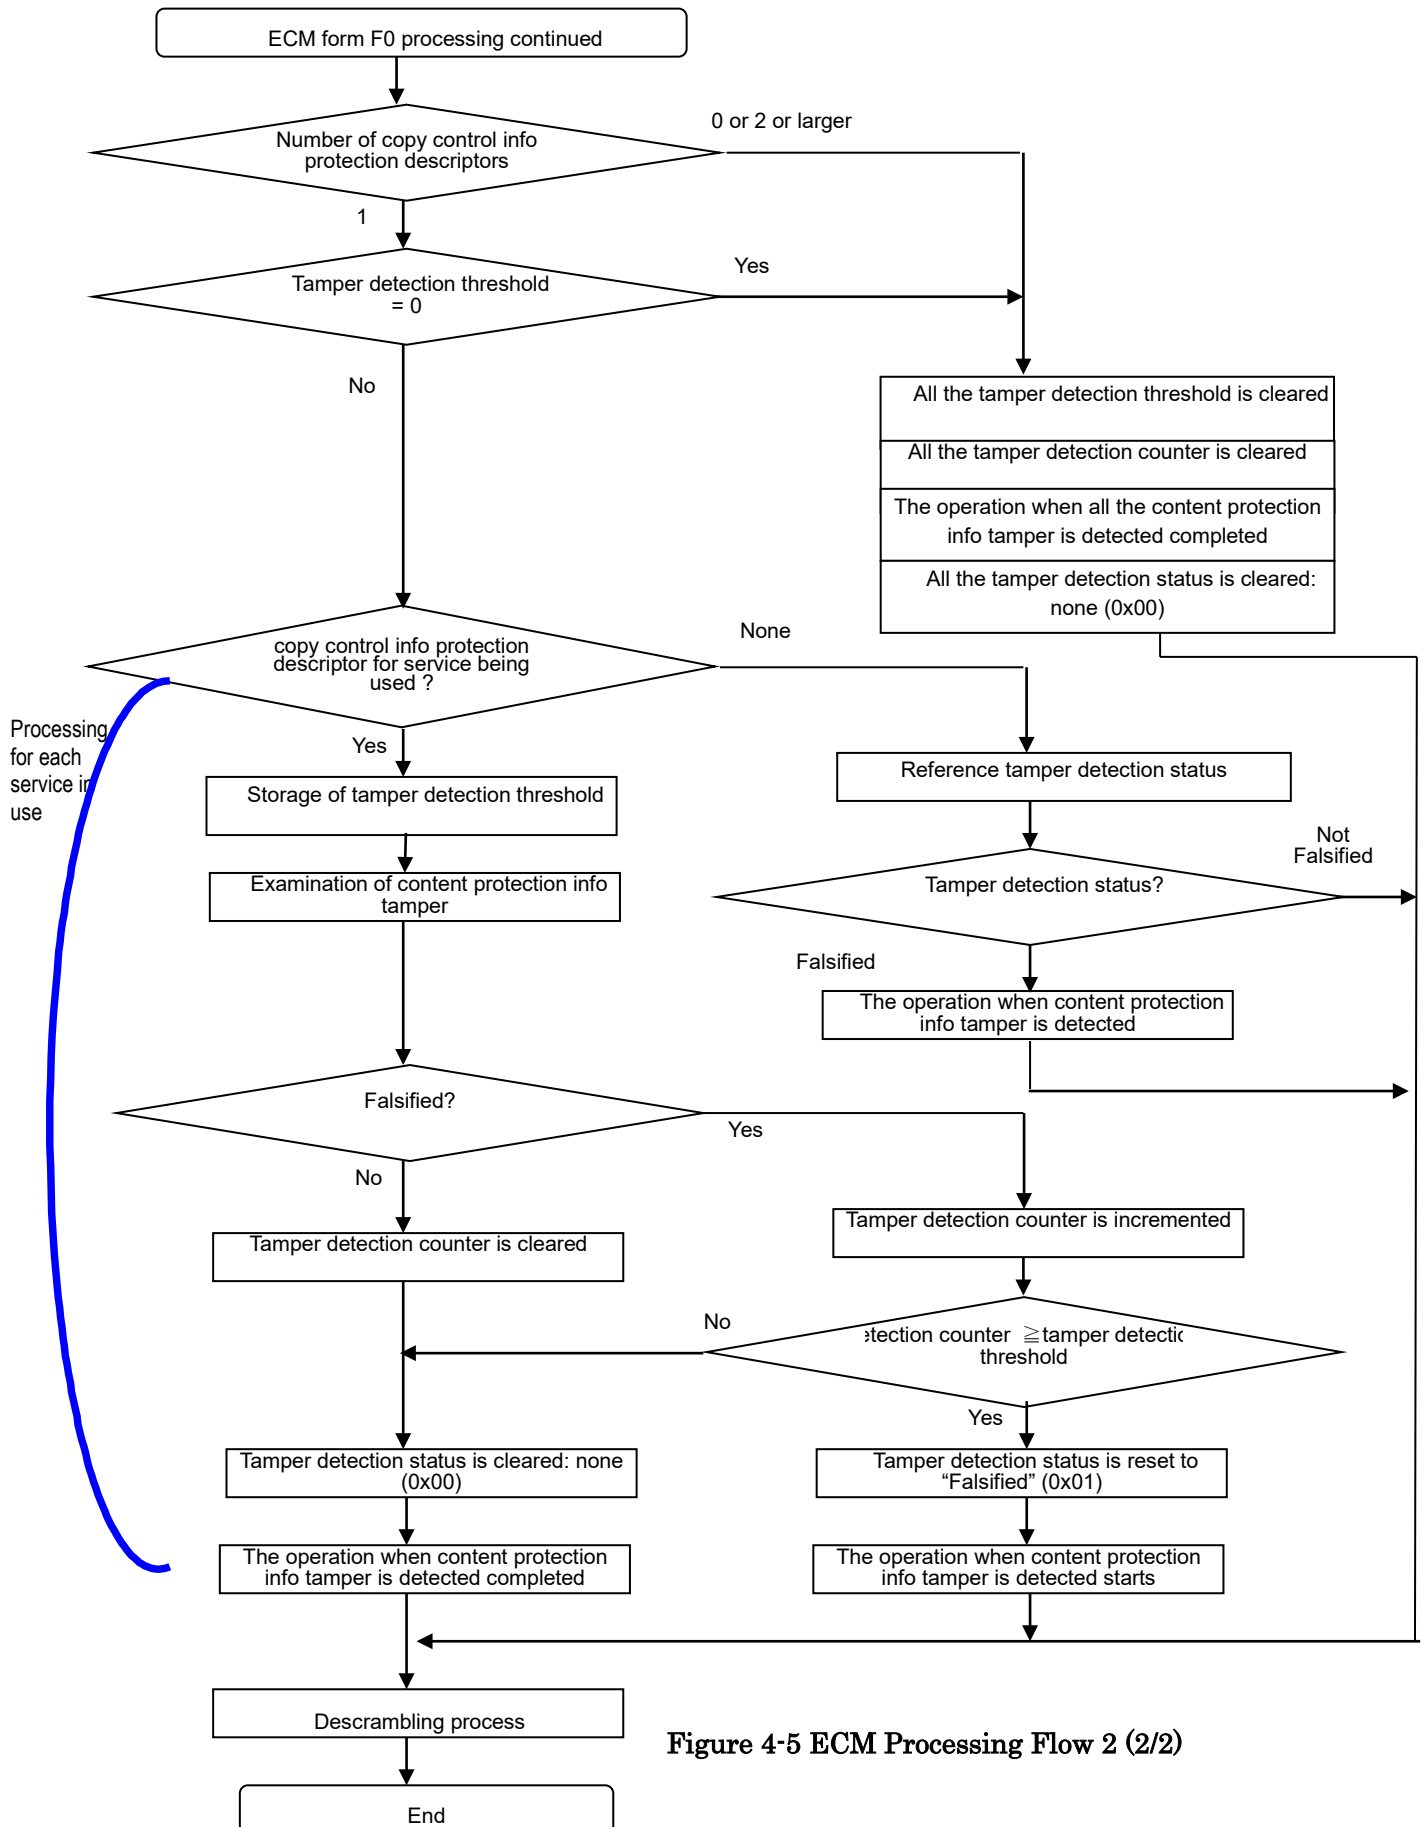 ECM form F0 processing continued
0 or 2 or larger
Number of copy control info
protection descriptors
1
Yes
Tamper detection threshold
= 0
No
All the tamper detection threshold is cleared
All the tamper detection counter is cleared
The operation when all the content protection
info tamper is detected completed
All the tamper detection status is cleared:
none (0x00)
None
copy control info protection
descriptor for service being
used ?
Processing
for each
service in
use
Yes
Reference tamper detection status
Storage of tamper detection threshold
Not
Falsified
Tamper detection status?
Examination of content protection info
tamper
Falsified
The operation when content protection
info tamper is detected
Falsified?
Yes
No
Tamper detection counter is incremented
Tamper detection counter is cleared
No
detection counter ≧tamper
threshold
Yes
Tamper detection status is cleared: none
(0x00)
Tamper detection status is reset to
“Falsified” (0x01)
The operation when content protection
info tamper is detected completed
The operation when content protection
info tamper is detected starts
Descrambling process
Figure 4-5 ECM Processing Flow 2 (2/2)
End